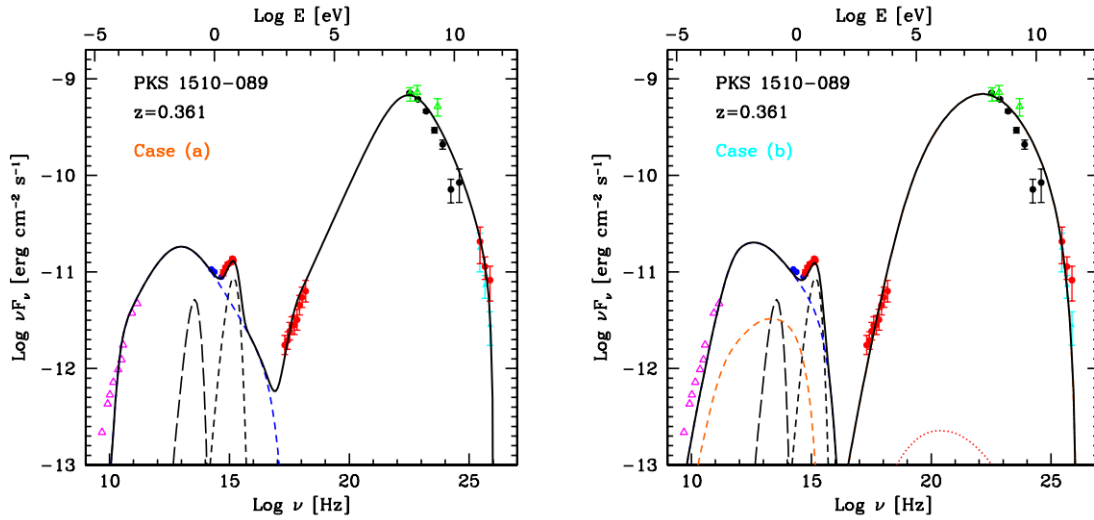 Log E [eV]
−5 0 5 10
−9
−10
−11
−12
−13
Log νFν [erg cm−2 s−1]
PKS 1510−089
z=0.361
Case (a)
10 15 20 25
Log ν [Hz]
Log E [eV]
−5 0 5 10
−9
−10
−11
−12
−13
Log νFν [erg cm−2 s−1]
PKS 1510−089
z=0.361
Case (b)
10 15 20 25
Log ν [Hz]